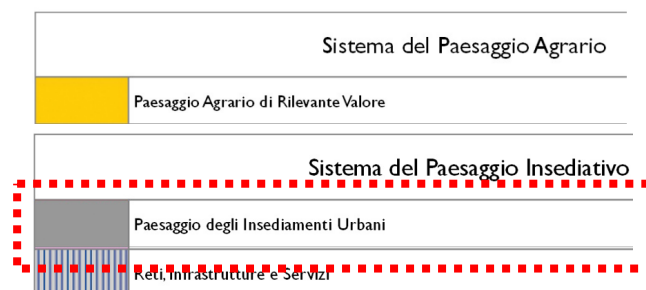 Sistema del Paesaggio Agrario
Paesaggio Agrario di Rilevante Valore
Sistema del Paesaggio Insediativo
Paesaggio degli Insediamenti Urbani
Reti, Infrastrutture e Servizi